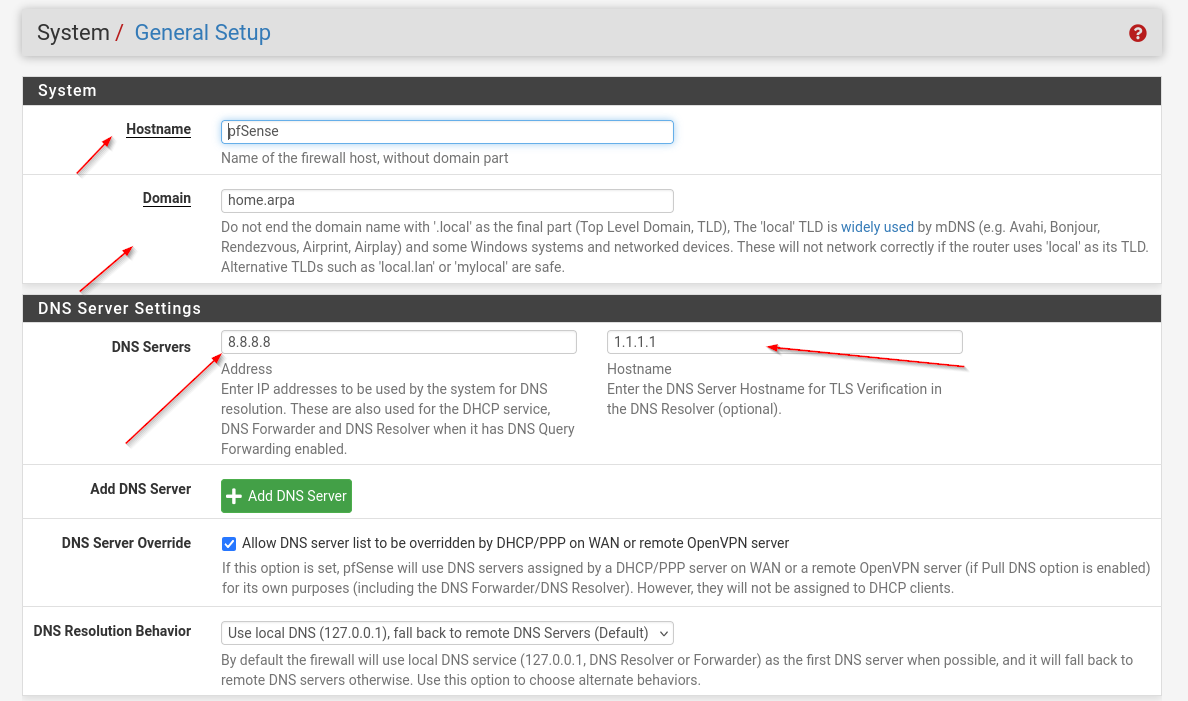 System / General Setup
System
Hostname
pfSense
Name of the firewall host, without domain part
Domain
home.arpa
Do not end the domain name with '.local' as the final part (Top Level Domain, TLD), The 'local' TLD is widely used by mDNS (e.g. Avahi, Bonjour,
Rendezvous, Airprint, Airplay) and some Windows systems and networked devices. These will not network correctly if the router uses 'local' as its TLD.
Alternative TLDs such as 'local.lan' or 'mylocal' are safe.
DNS Server Settings
DNS Servers
8.8.8.8
Address
Enter IP addresses to be used by the system for DNS
resolution. These are also used for the DHCP service,
DNS Forwarder and DNS Resolver when it has DNS Query
Forwarding enabled.
1.1.1.1
Hostname
Enter the DNS Server Hostname for TLS Verification in
the DNS Resolver (optional).
Add DNS Server
Add DNS Server
DNS Server Override
Allow DNS server list to be overridden by DHCP/PPP on WAN or remote OpenVPN server
If this option is set, pfSense will use DNS servers assigned by a DHCP/PPP server on WAN or a remote OpenVPN server (if Pull DNS option is enabled)
for its own purposes (including the DNS Forwarder/DNS Resolver). However, they will not be assigned to DHCP clients.
DNS Resolution Behavior
Use local DNS (127.0.0.1), fall back to remote DNS Servers (Default)
By default the firewall will use local DNS service (127.0.0.1, DNS Resolver or Forwarder) as the first DNS server when possible, and it will fall back to
remote DNS servers otherwise. Use this option to choose alternate behaviors.